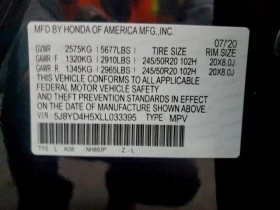 MFD. BY HONDA OF AMERICA MFG., INC. 07/20
GVWR 2575KG (5677LBS) TIRE SIZE RIM SIZE
GAWR F 1320KG (2910LBS) 245/50R20 102H 20X8.0J
GAWR R 1345KG (2965LBS) 245/50R20 102H 20X8.0J
THIS VEHICLE CONFORMS TO ALL APPLICABLE
FEDERAL MOTOR VEHICLE SAFETY
AND THEFT PREVENTION STANDARDS IN EFFECT
ON THE DATE OF MANUFACTURE SHOWN ABOVE.
VIN: 5J8YD4H5XLL033395 TYPE: MPV